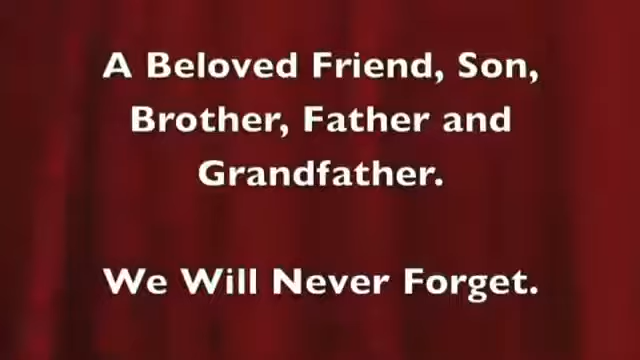 A Beloved Friend, Son,
Brother, Father and
Grandfather.
We Will Never Forget.